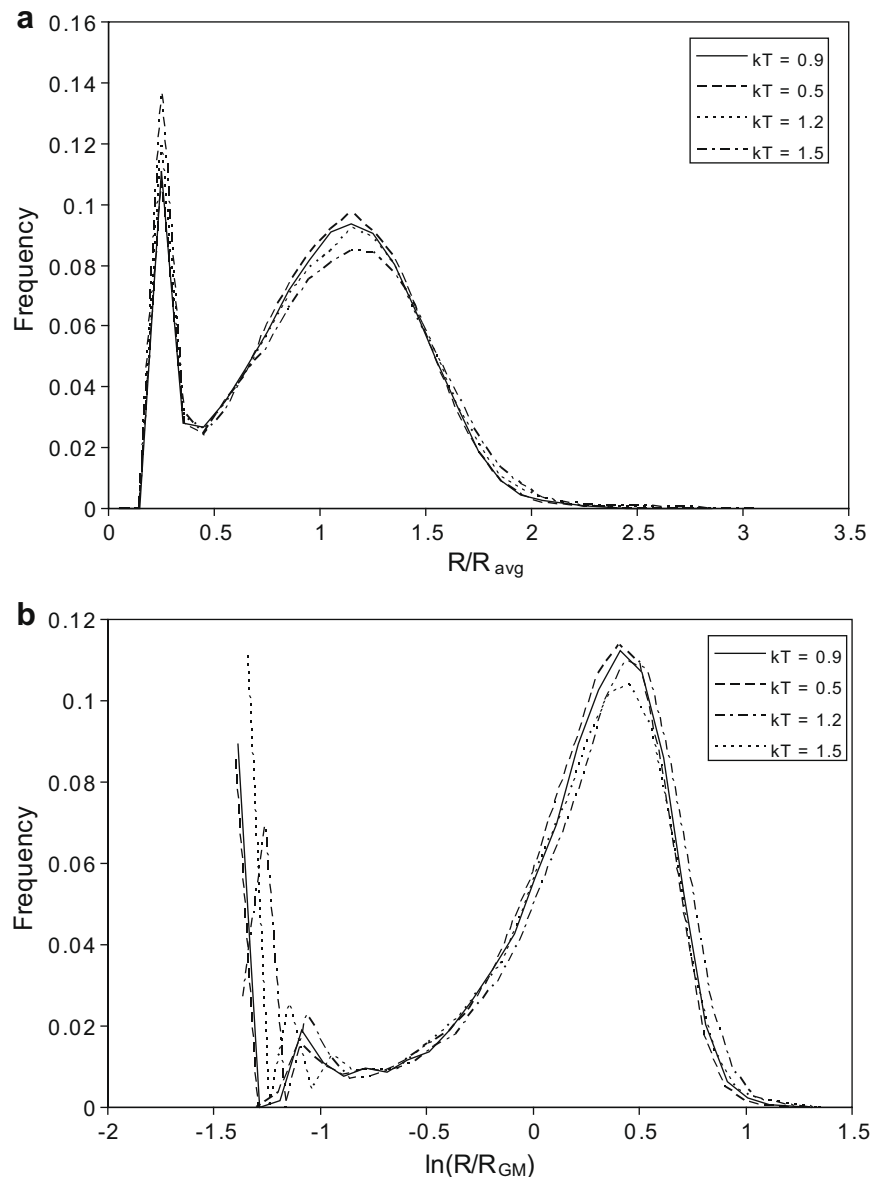 a
0.16
0.14
0.12
0.1
0.08
0.06
0.04
0.02
0
Frequency
kT = 0.9
kT = 0.5
kT = 1.2
kT = 1.5
0 0.5 1 1.5 2 2.5 3 3.5
R/R avg
b
0.12
0.1
0.08
0.06
0.04
0.02
0
Frequency
kT = 0.9
kT = 0.5
kT = 1.2
kT = 1.5
-2 -1.5 -1 -0.5 0 0.5 1 1.5
ln(R/RGM)